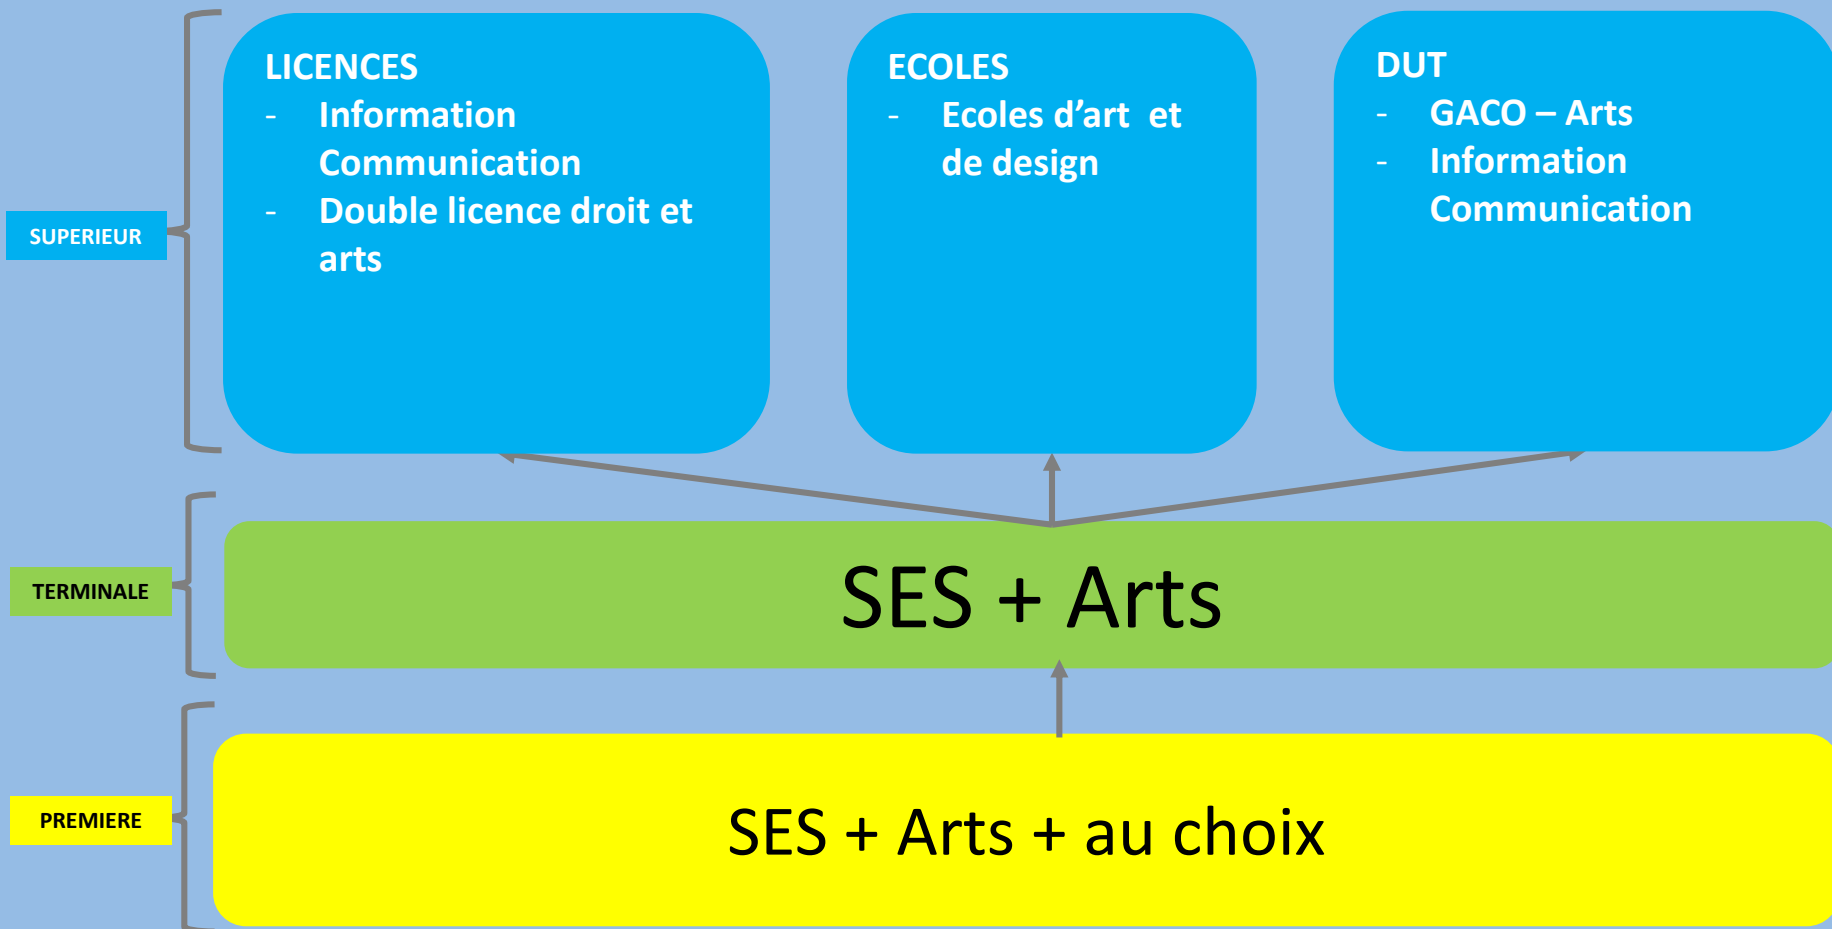 LICENCES
- Information
Communication
- Double licence droit et
arts
ECOLES
- Ecoles d’art et
de design
DUT
- GACO – Arts
- Information
Communication
SUPERIEUR
TERMINALE
SES + Arts
PREMIERE
SES + Arts + au choix